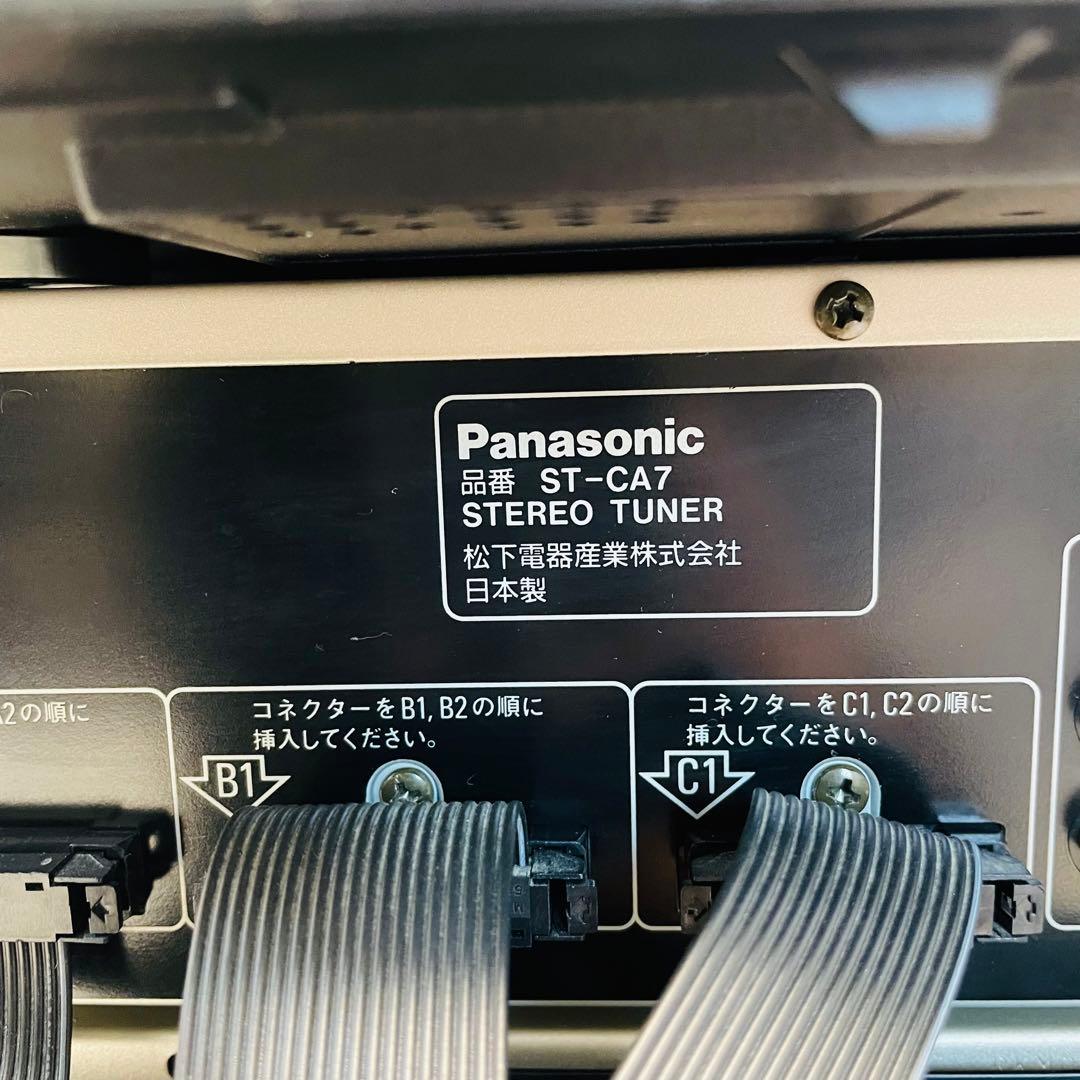 Panasonic
品番 ST-CA7
STEREO TUNER
松下電器産業株式会社
日本製
2の順に
コネクターをB1,B2の順に
挿入してください。
B1
コネクターをC1,C2の順に
挿入してください。
C1